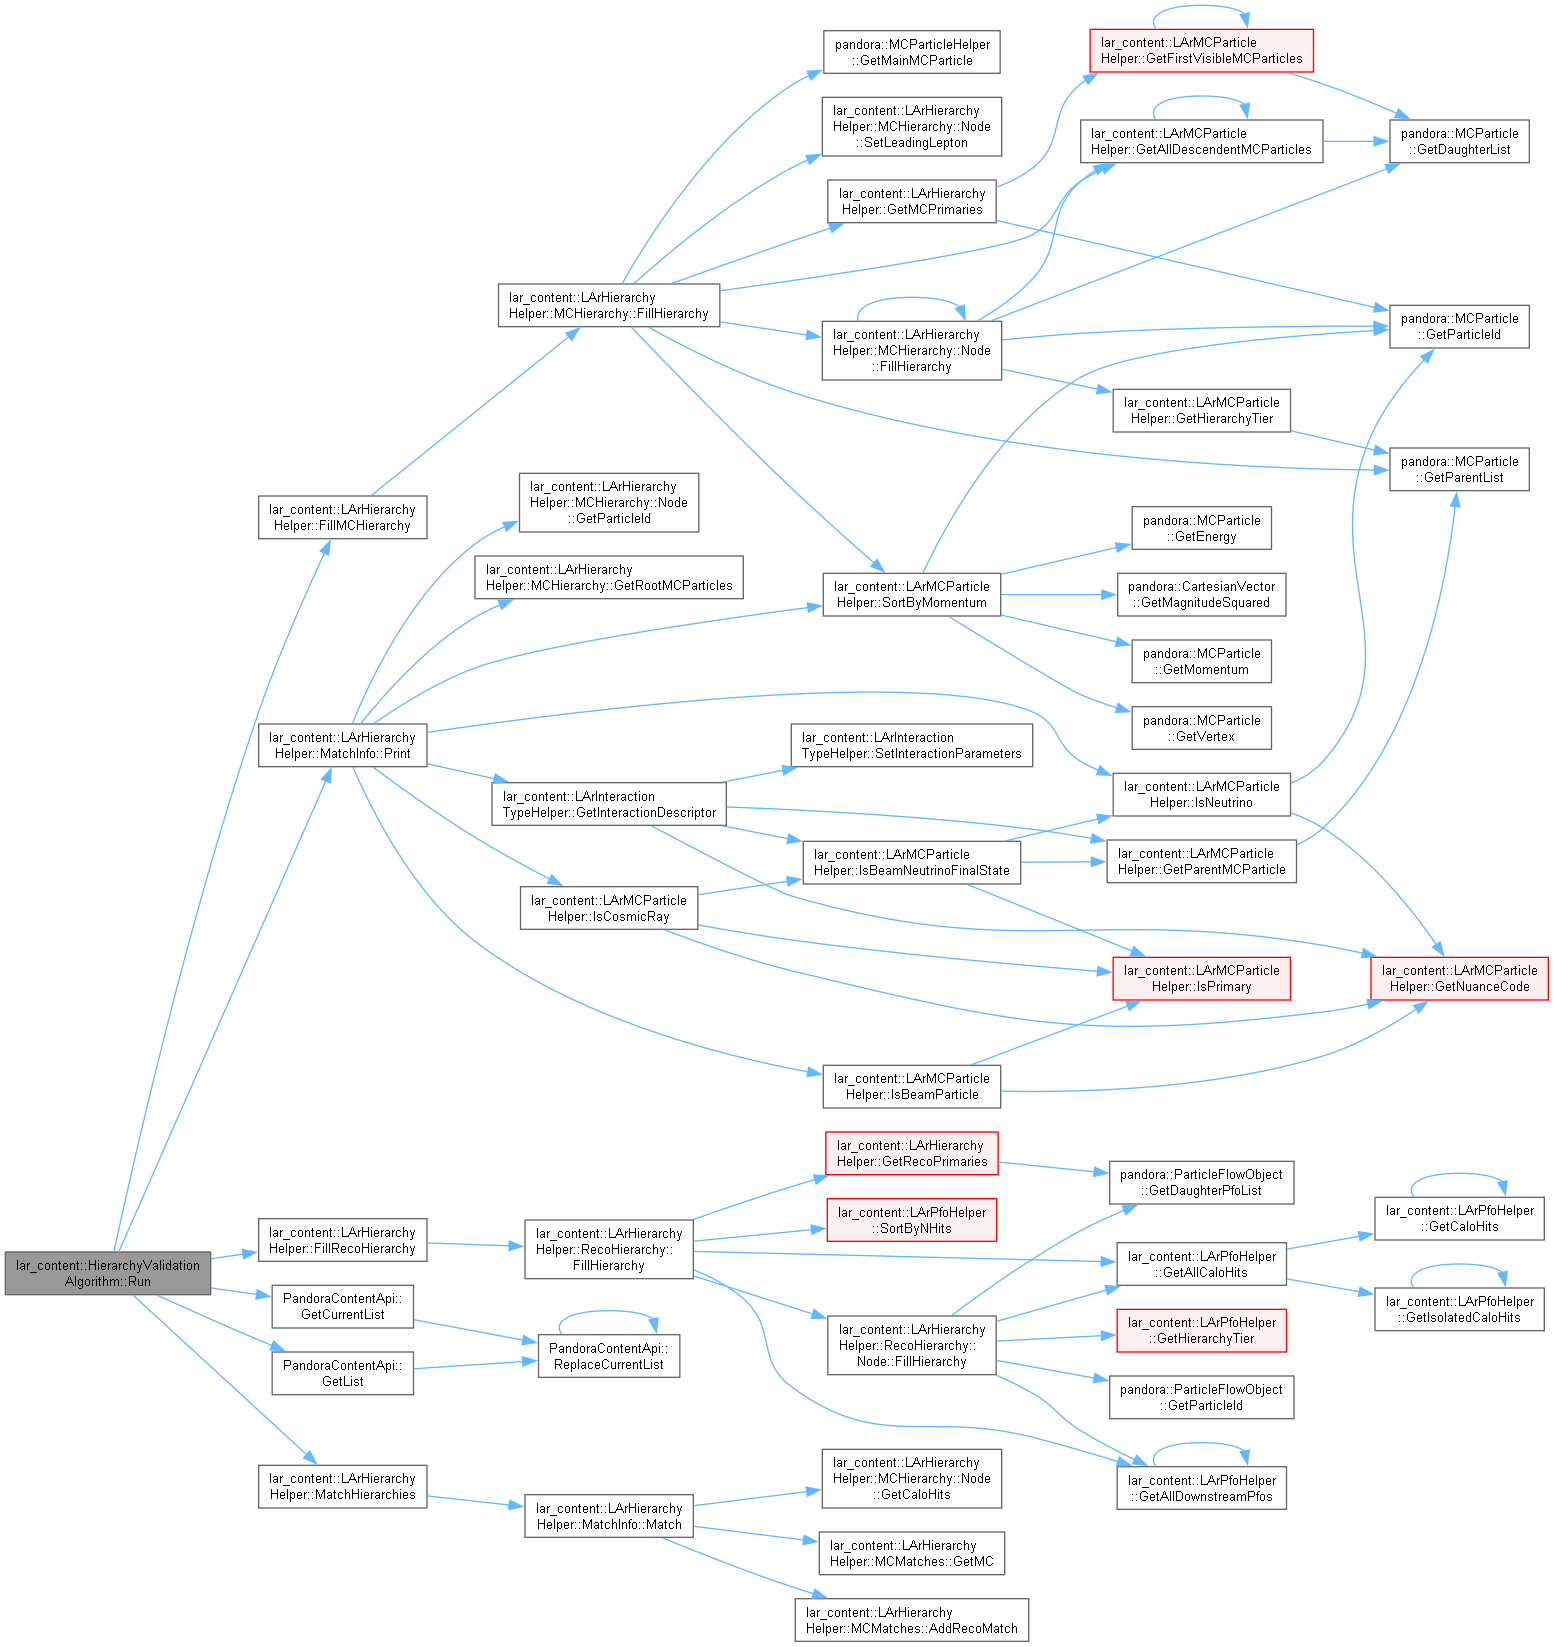 pandora::MCParticleHelper
::GetMainMCParticle
lar_content::LArMCParticle
Helper::GetFirstVisibleMCParticles
lar_content::LArHierarchy
Helper::MCHierarchy::Node
::SetLeadingLepton
lar_content::LArMCParticle
Helper::GetAllDescendentMCParticles
pandora::MCParticle
::GetDaughterList
lar_content::LArHierarchy
Helper::GetMCPrimaries
lar_content::LArHierarchy
Helper::MCHierarchy::FillHierarchy
lar_content::LArHierarchy
Helper::MCHierarchy::Node
::FillHierarchy
pandora::MCParticle
::GetParticleId
lar_content::LArMCParticle
Helper::GetHierarchyTier
pandora::MCParticle
::GetParentList
lar_content::LArHierarchy
Helper::FillMCHierarchy
lar_content::LArHierarchy
Helper::MCHierarchy::Node
::GetParticleId
pandora::MCParticle
::GetEnergy
lar_content::LArHierarchy
Helper::MCHierarchy::GetRootMCParticles
lar_content::LArMCParticle
Helper::SortByMomentum
pandora::CartesianVector
::GetMagnitudeSquared
pandora::MCParticle
::GetMomentum
pandora::MCParticle
::GetVertex
lar_content::LArHierarchy
Helper::MatchInfo::Print
lar_content::LArInteraction
TypeHelper::SetInteractionParameters
lar_content::LArInteraction
TypeHelper::GetInteractionDescriptor
lar_content::LArMCParticle
Helper::IsNeutrino
lar_content::LArMCParticle
Helper::IsBeamNeutrinoFinalState
lar_content::LArMCParticle
Helper::GetParentMCParticle
lar_content::LArMCParticle
Helper::IsCosmicRay
lar_content::LArMCParticle
Helper::IsPrimary
lar_content::LArMCParticle
Helper::GetNuanceCode
lar_content::LArMCParticle
Helper::IsBeamParticle
lar_content::LArHierarchy
Helper::GetRecoPrimaries
pandora::ParticleFlowObject
::GetDaughterPfoList
lar_content::LArPfoHelper
::SortByNHits
lar_content::LArPfoHelper
::GetCaloHits
lar_content::HierarchyValidation
Algorithm::Run
lar_content::LArHierarchy
Helper::FillRecoHierarchy
lar_content::LArHierarchy
Helper::RecoHierarchy::
FillHierarchy
lar_content::LArPfoHelper
::GetAllCaloHits
PandoraContentApi::
GetCurrentList
lar_content::LArPfoHelper
::GetIsolatedCaloHits
lar_content::LArHierarchy
Helper::RecoHierarchy::
Node::FillHierarchy
lar_content::LArPfoHelper
::GetHierarchyTier
PandoraContentApi::
ReplaceCurrentList
PandoraContentApi::
GetList
pandora::ParticleFlowObject
::GetParticleId
lar_content::LArHierarchy
Helper::MatchHierarchies
lar_content::LArHierarchy
Helper::MCHierarchy::Node
::GetCaloHits
lar_content::LArPfoHelper
::GetAllDownstreamPfos
lar_content::LArHierarchy
Helper::MatchInfo::Match
lar_content::LArHierarchy
Helper::MCMatches::GetMC
lar_content::LArHierarchy
Helper::MCMatches::AddRecoMatch